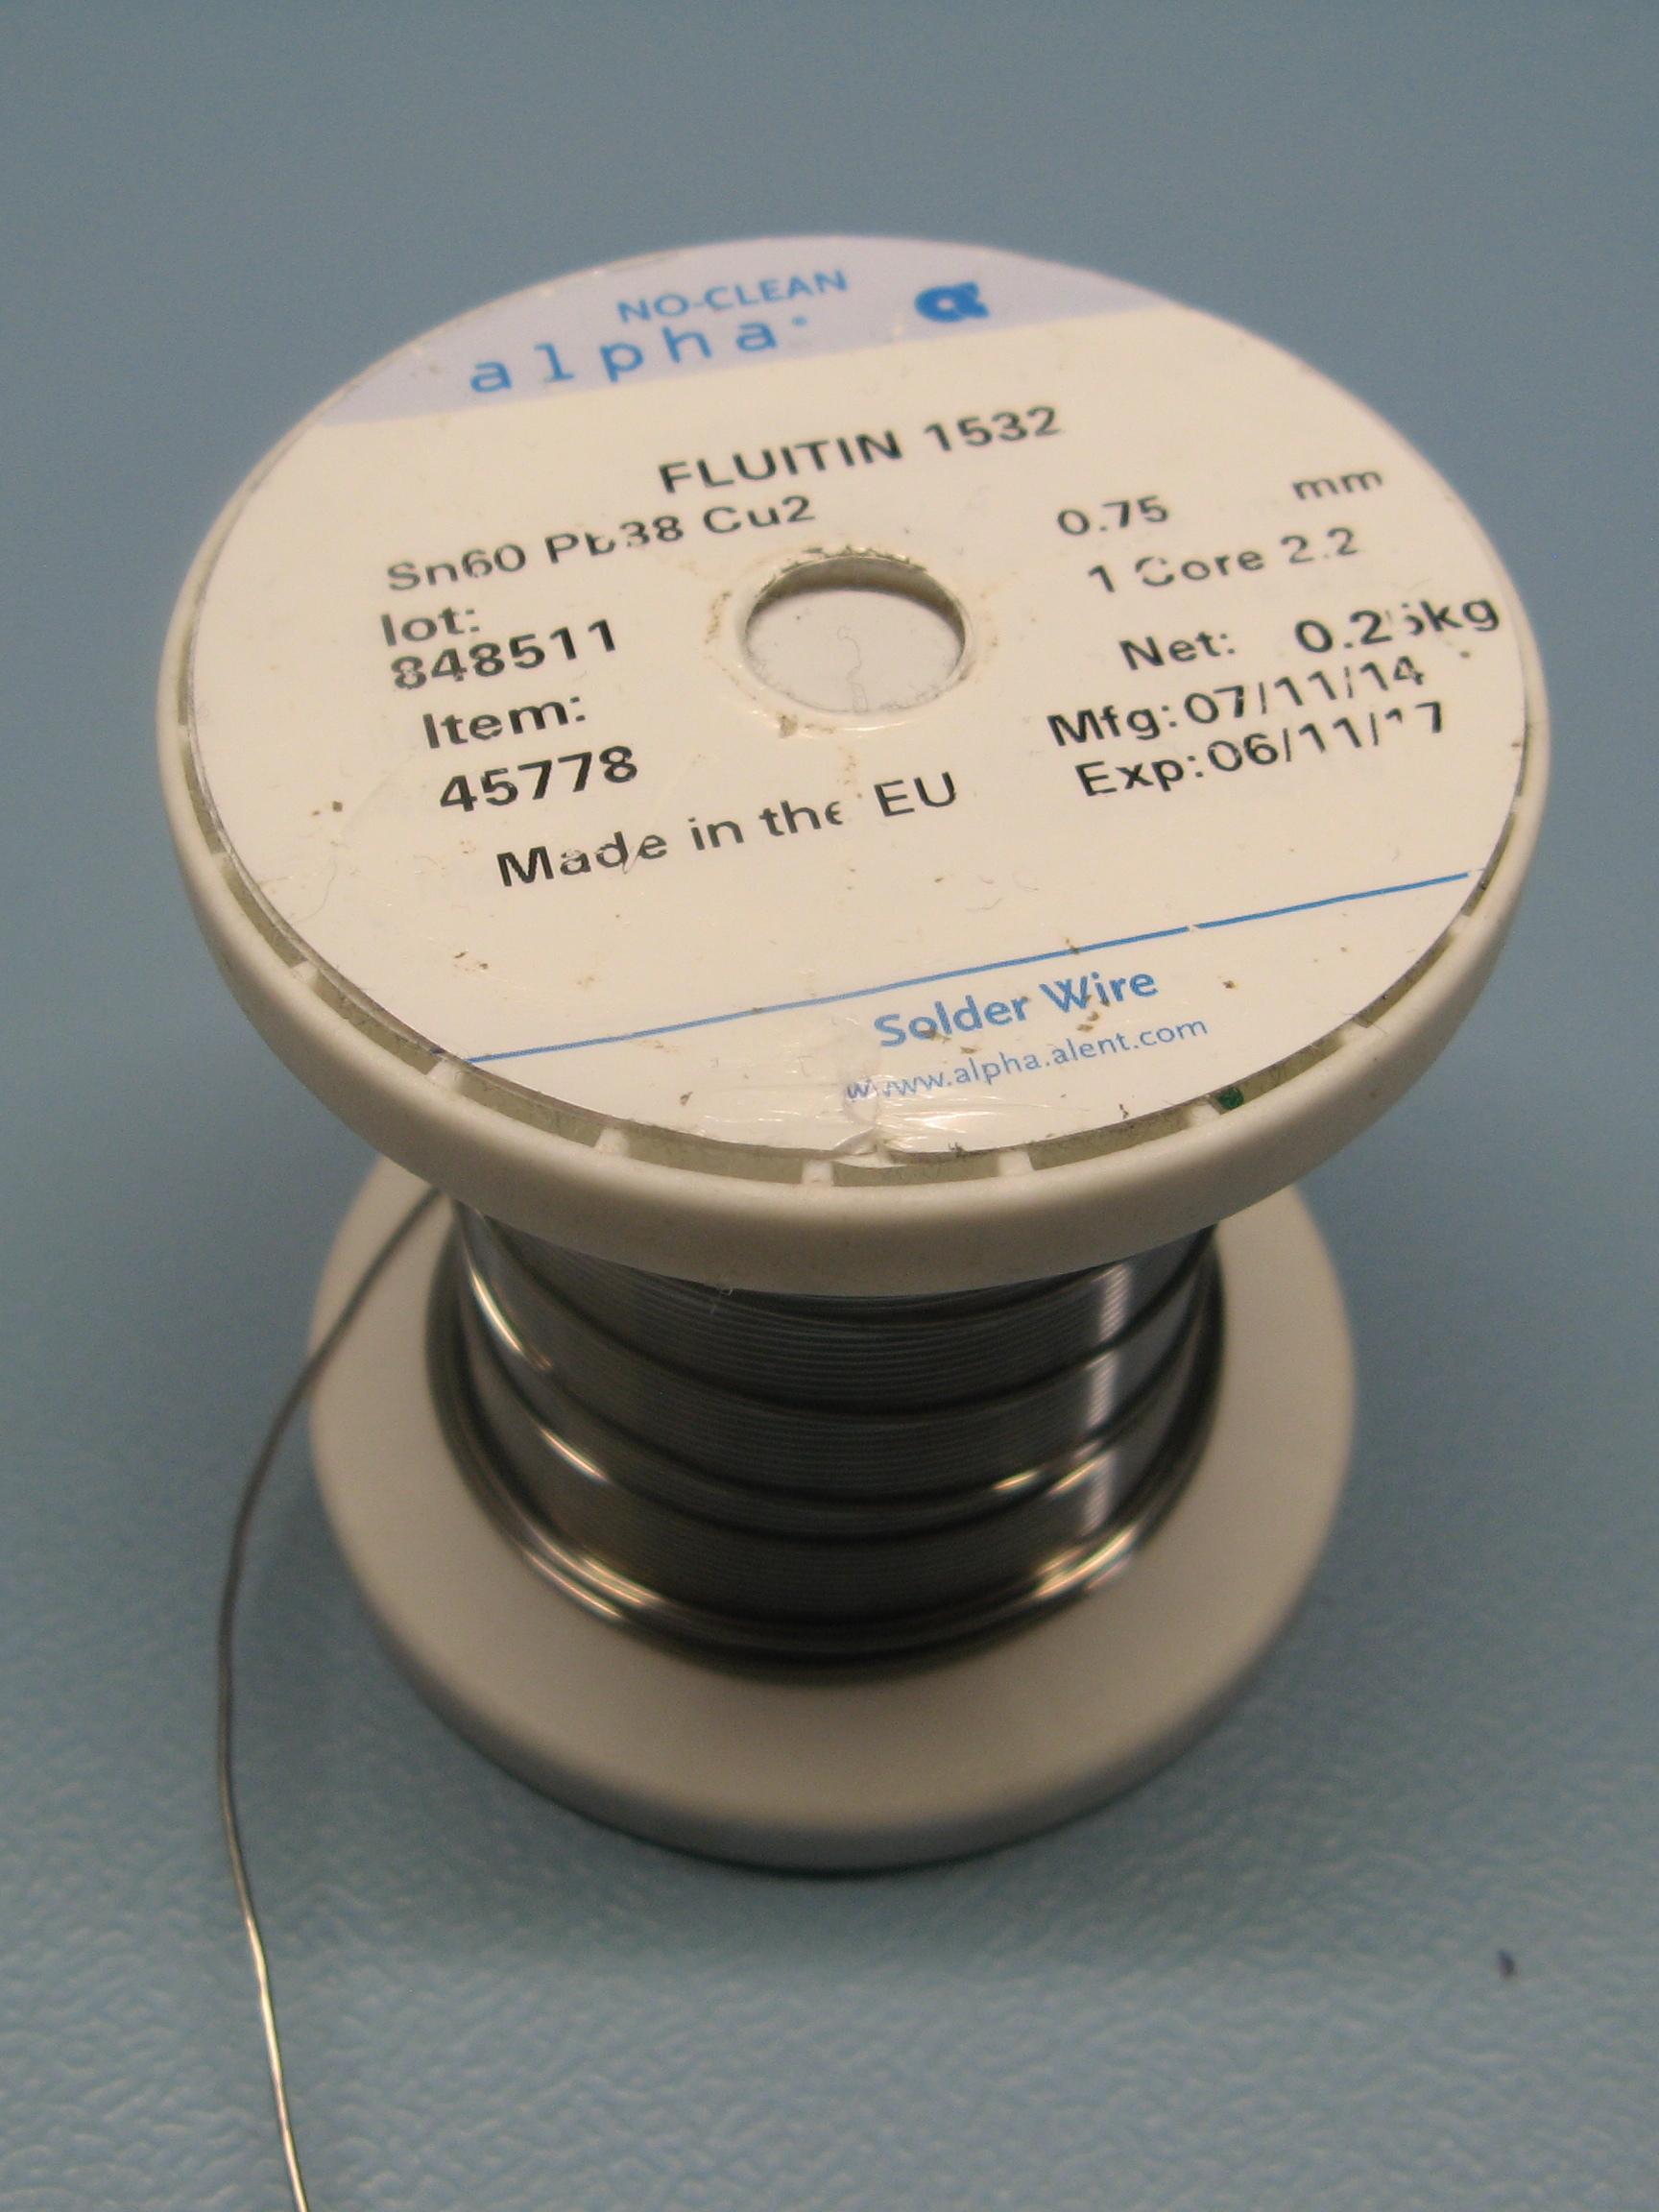 NO-CLEAN
alpha α
FLUITIN 1532
Sn60 Pb38 Cu2 0.75 mm
1 Core 2.2
lot:
848511
Net: 0.25kg
Item:
Mfg:07/11/14
45778
Exp:06/11/17
Made in the EU
Solder Wire
www.alpha.alent.com